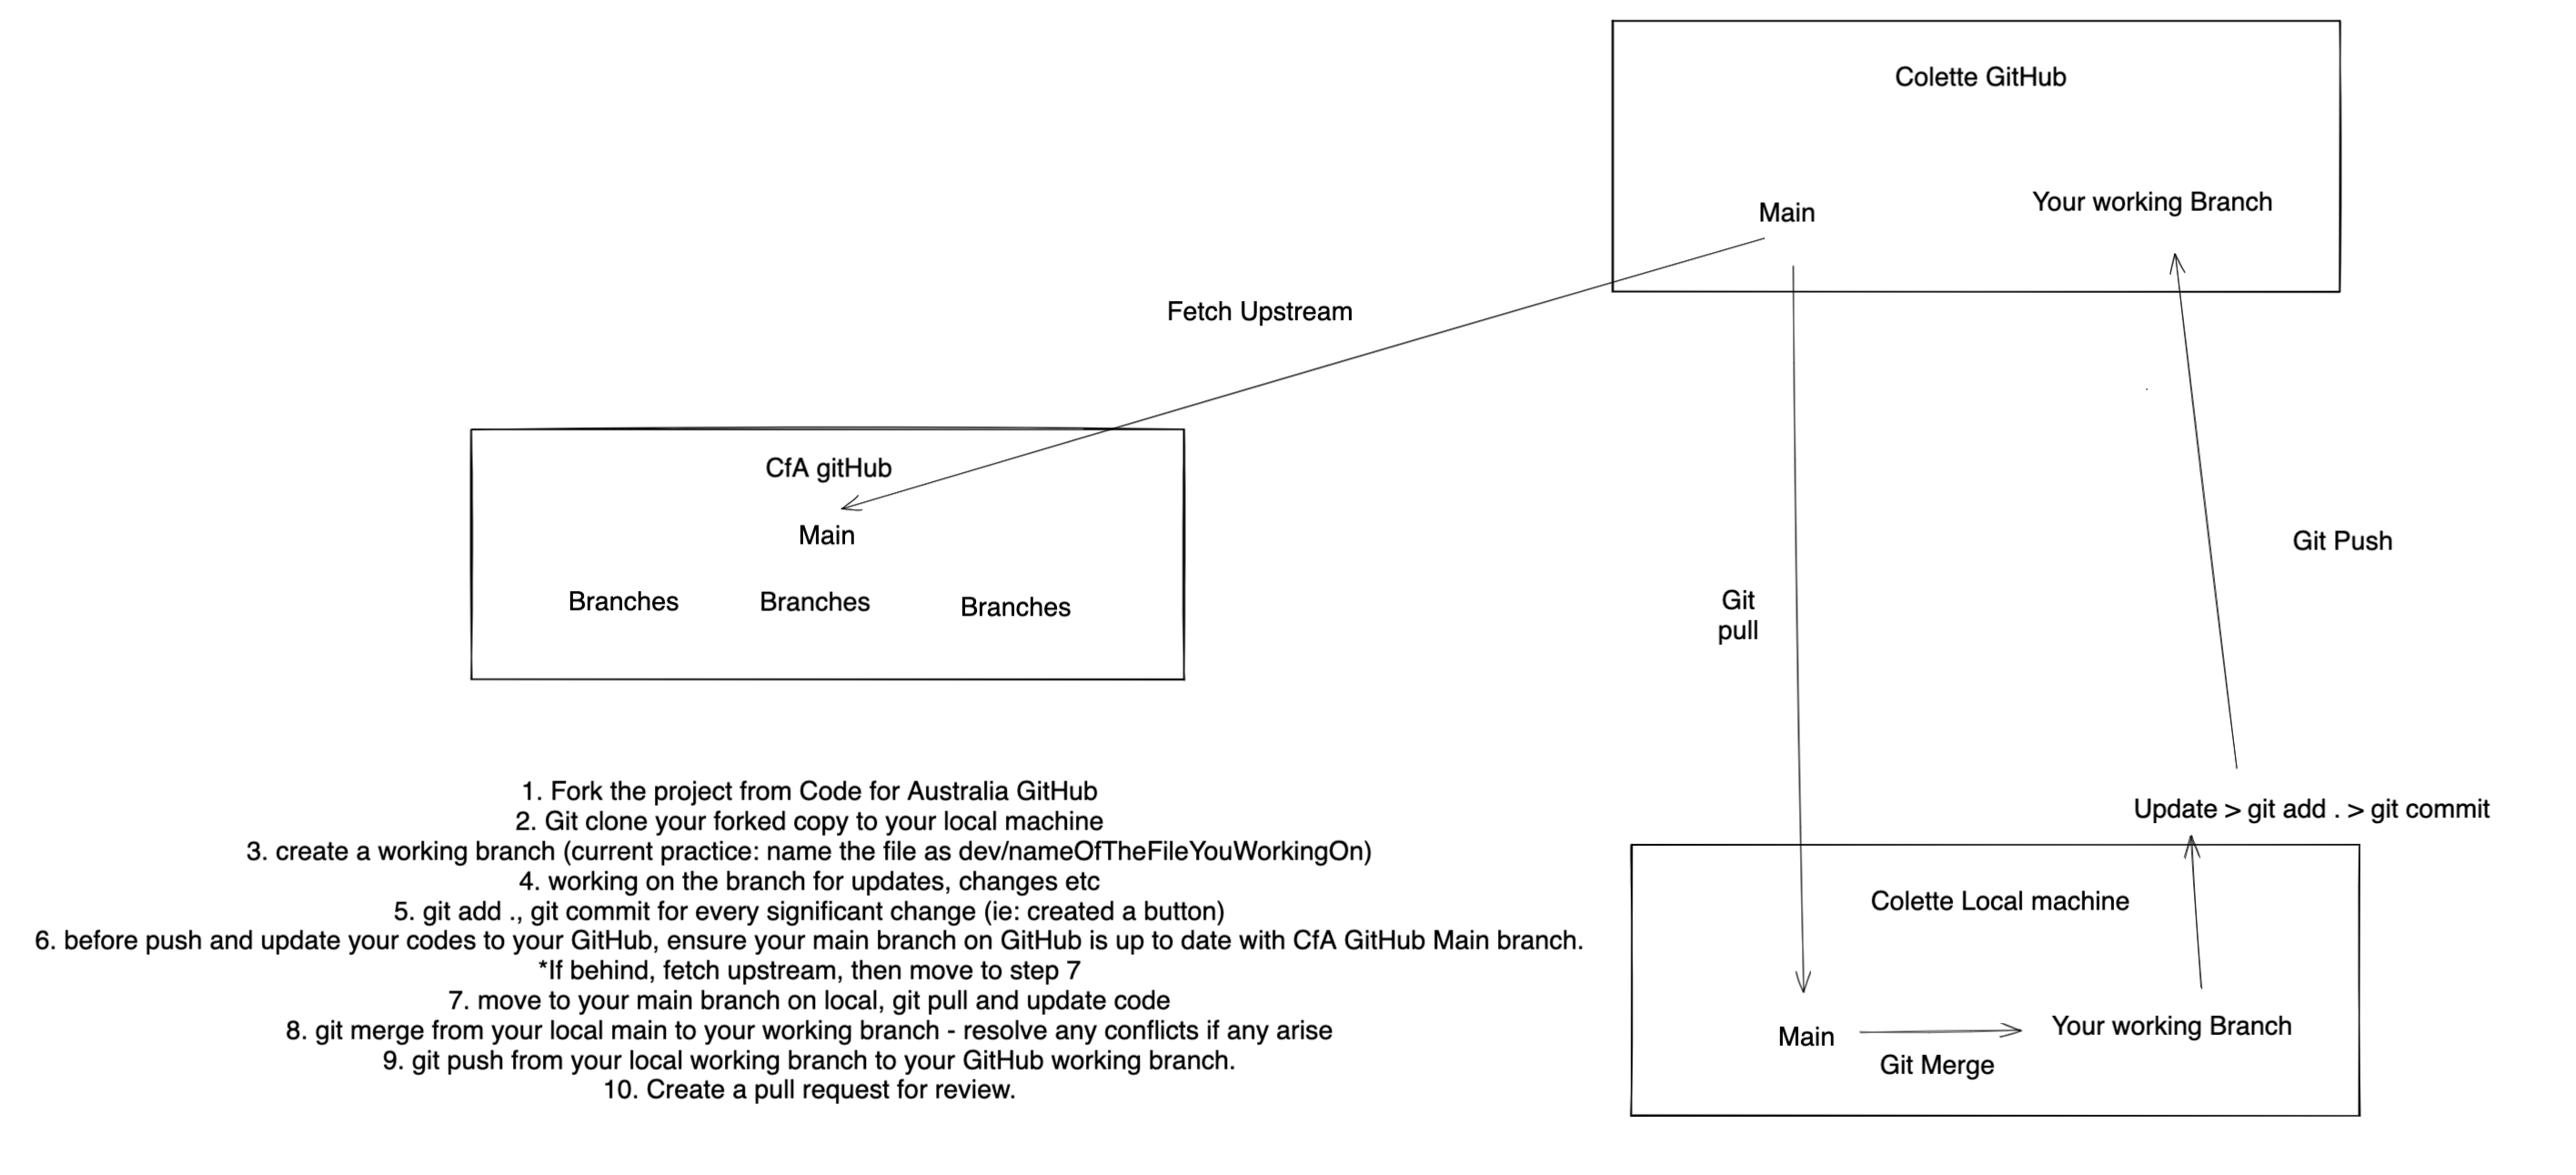 Colette GitHub
Main
Your working Branch
Fetch Upstream
CfA gitHub
Main
Branches
Branches
Branches
Git
pull
Git Push
Update > git add . > git commit
Colette Local machine
Main
Git Merge
Your working Branch
1. Fork the project from Code for Australia GitHub
2. Git clone your forked copy to your local machine
3. create a working branch (current practice: name the file as dev/nameOfTheFileYouWorkingOn)
4. working on the branch for updates, changes etc
5. git add ., git commit for every significant change (ie: created a button)
6. before push and update your codes to your GitHub, ensure your main branch on GitHub is up to date with CfA GitHub Main branch.
*If behind, fetch upstream, then move to step 7
7. move to your main branch on local, git pull and update code
8. git merge from your local main to your working branch - resolve any conflicts if any arise
9. git push from your local working branch to your GitHub working branch.
10. Create a pull request for review.